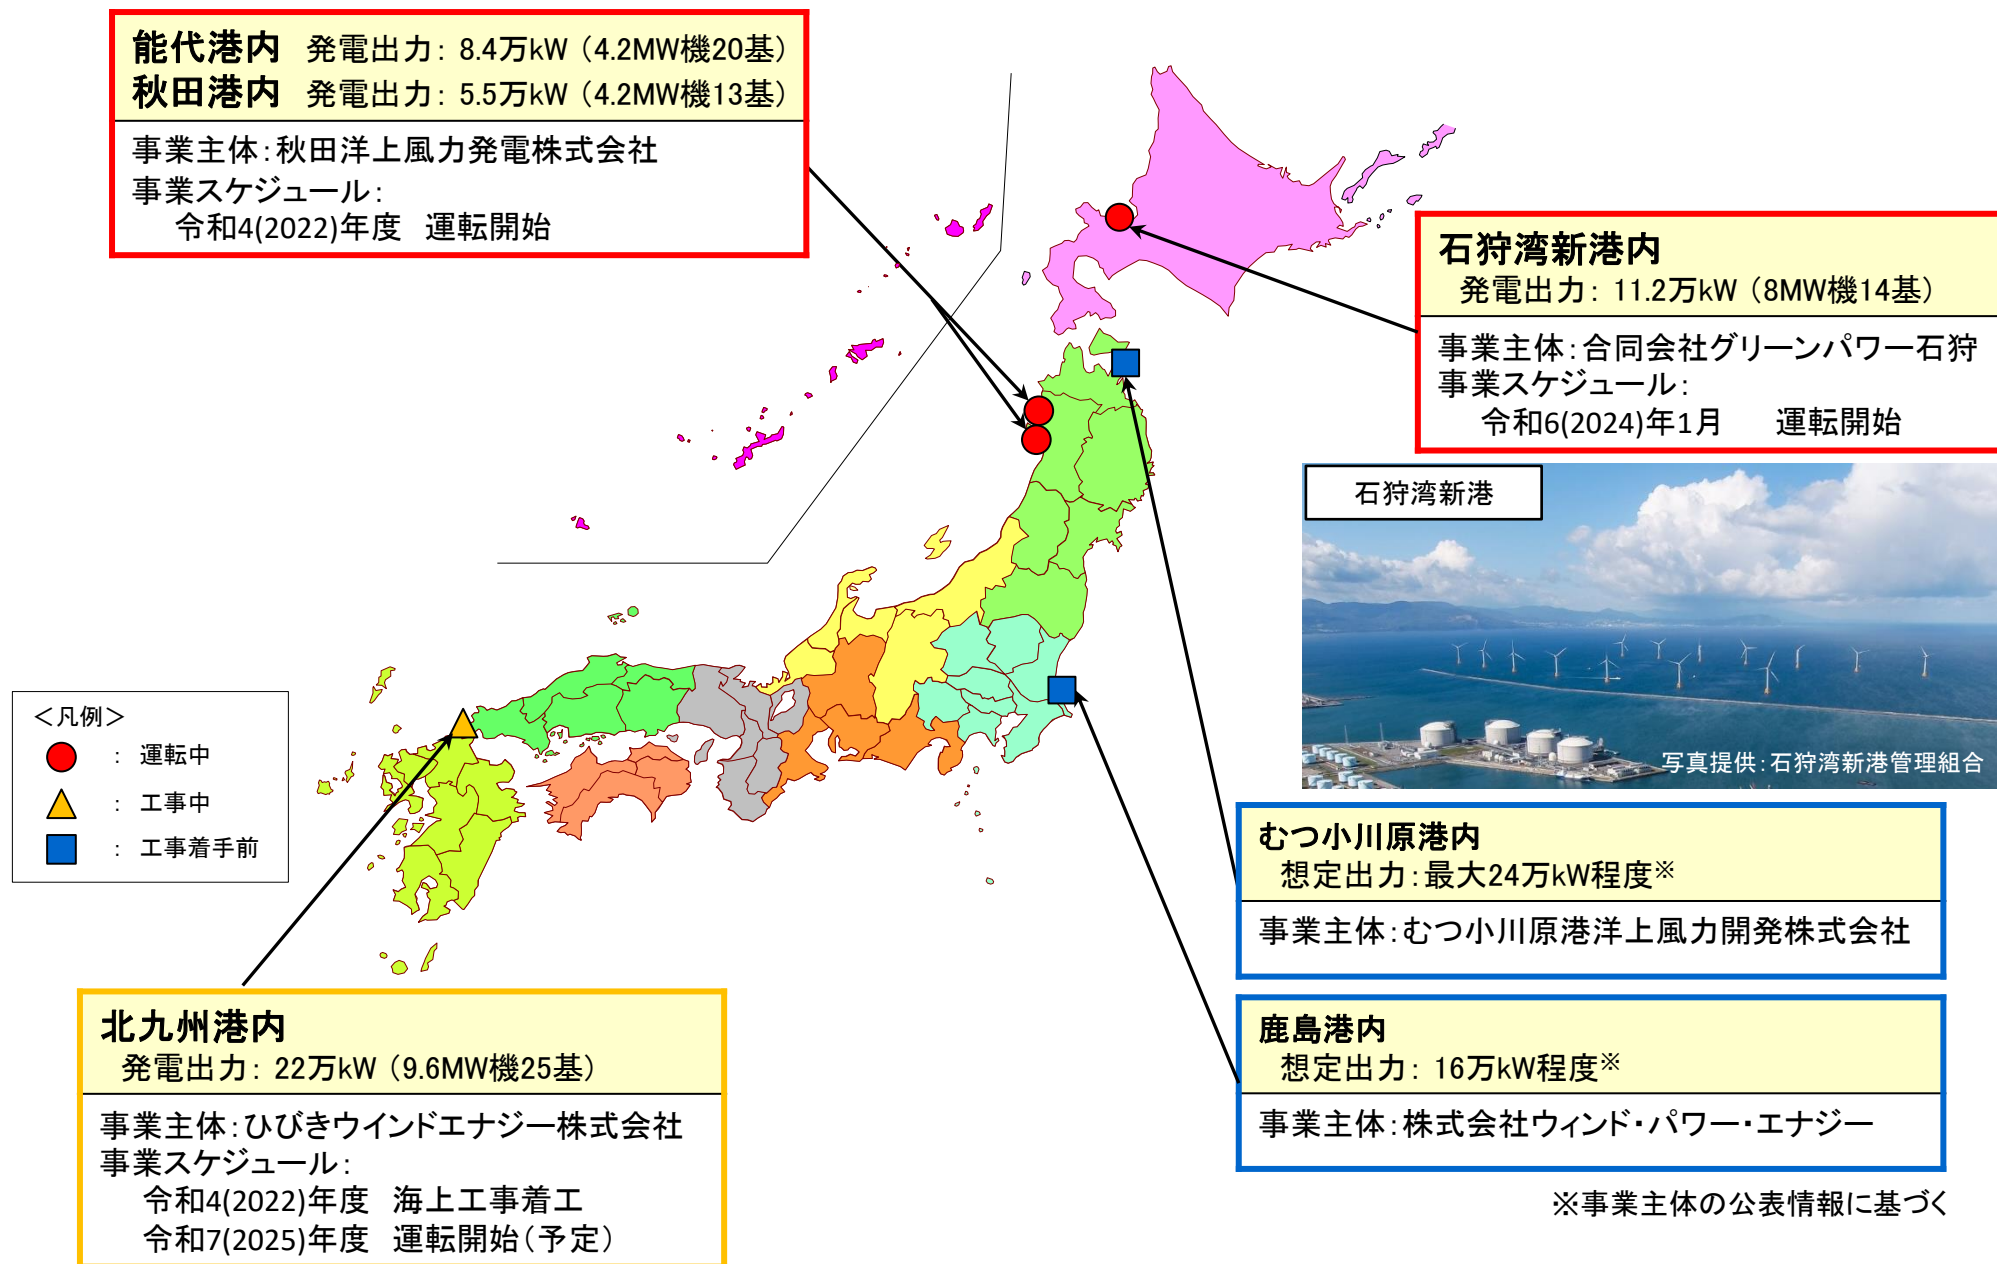 能代港内 発電出力：8.4万kW（4.2MW機20基）
秋田港内 発電出力：5.5万kW（4.2MW機13基）
事業主体：秋田洋上風力発電株式会社
事業スケジュール：
令和4(2022)年度 運転開始
石狩湾新港内
発電出力：11.2万kW（8MW機14基）
事業主体：合同会社グリーンパワー石狩
事業スケジュール：
令和6(2024)年1月 運転開始
石狩湾新港
写真提供：石狩湾新港管理組合
＜凡例＞
：運転中
：工事中
：工事着手前
むつ小川原港内
想定出力：最大24万kW程度※
事業主体：むつ小川原港洋上風力開発株式会社
鹿島港内
想定出力：16万kW程度※
事業主体：株式会社ウィンド・パワー・エナジー
北九州港内
発電出力：22万kW（9.6MW機25基）
事業主体：ひびきウインドエナジー株式会社
事業スケジュール：
令和4(2022)年度 海上工事着工
令和7(2025)年度 運転開始（予定）
※事業主体の公表情報に基づく